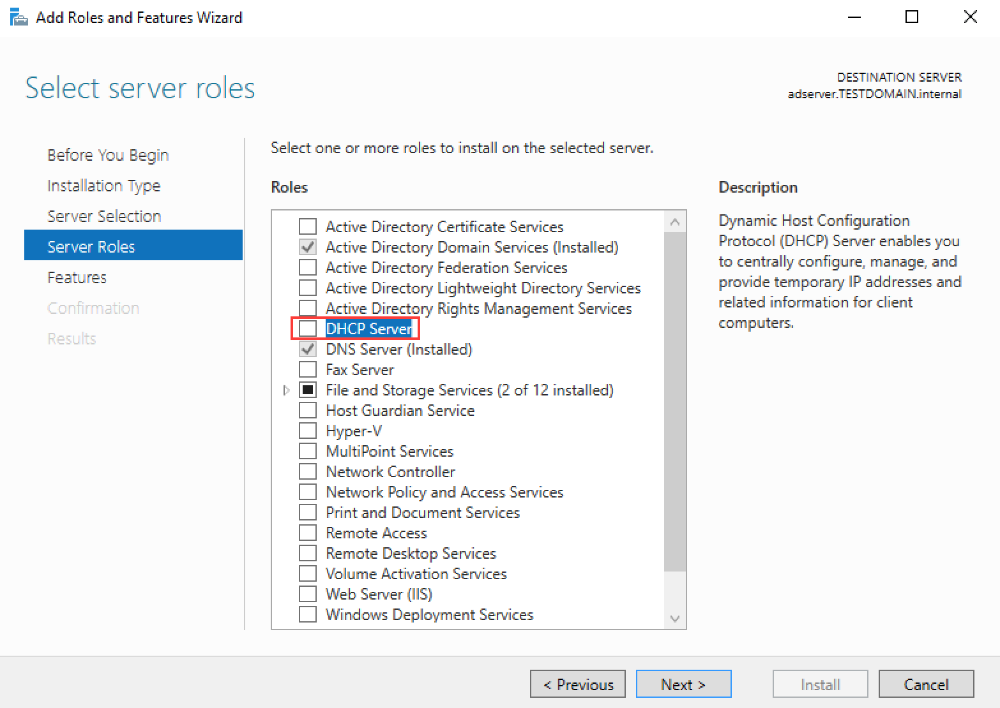 Add Roles and Features Wizard
Select server roles
DESTINATION SERVER
adserver.TESTDOMAIN.internal
Before You Begin
Installation Type
Server Selection
Server Roles
Features
Confirmation
Results
Select one or more roles to install on the selected server.
Roles
Active Directory Certificate Services
Active Directory Domain Services (Installed)
Active Directory Federation Services
Active Directory Lightweight Directory Services
Active Directory Rights Management Services
DHCP Server
DNS Server (Installed)
Fax Server
File and Storage Services (2 of 12 installed)
Host Guardian Service
Hyper-V
MultiPoint Services
Network Controller
Network Policy and Access Services
Print and Document Services
Remote Access
Remote Desktop Services
Volume Activation Services
Web Server (IIS)
Windows Deployment Services
Description
Dynamic Host Configuration
Protocol (DHCP) Server enables you
to centrally configure, manage, and
provide temporary IP addresses and
related information for client
computers.
< Previous
Next >
Install
Cancel